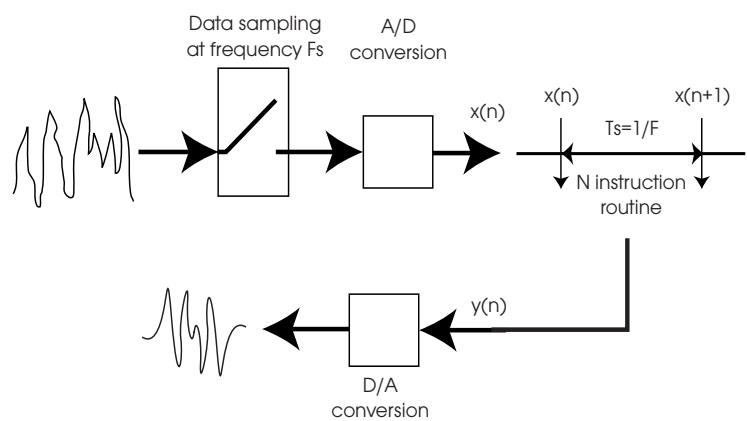 Data sampling
at frequency Fs
A/D
conversion
x(n)
x(n)
x(n+1)
Ts=1/F
N instruction
routine
y(n)
D/A
conversion